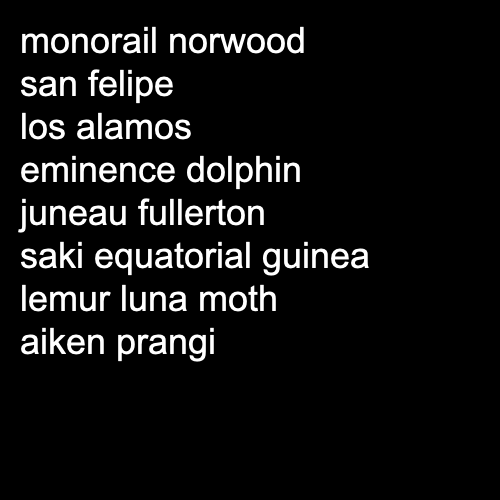 monorail norwood
san felipe
los alamos
eminence dolphin
juneau fullerton
saki equatorial guinea
lemur luna moth
aiken prangi